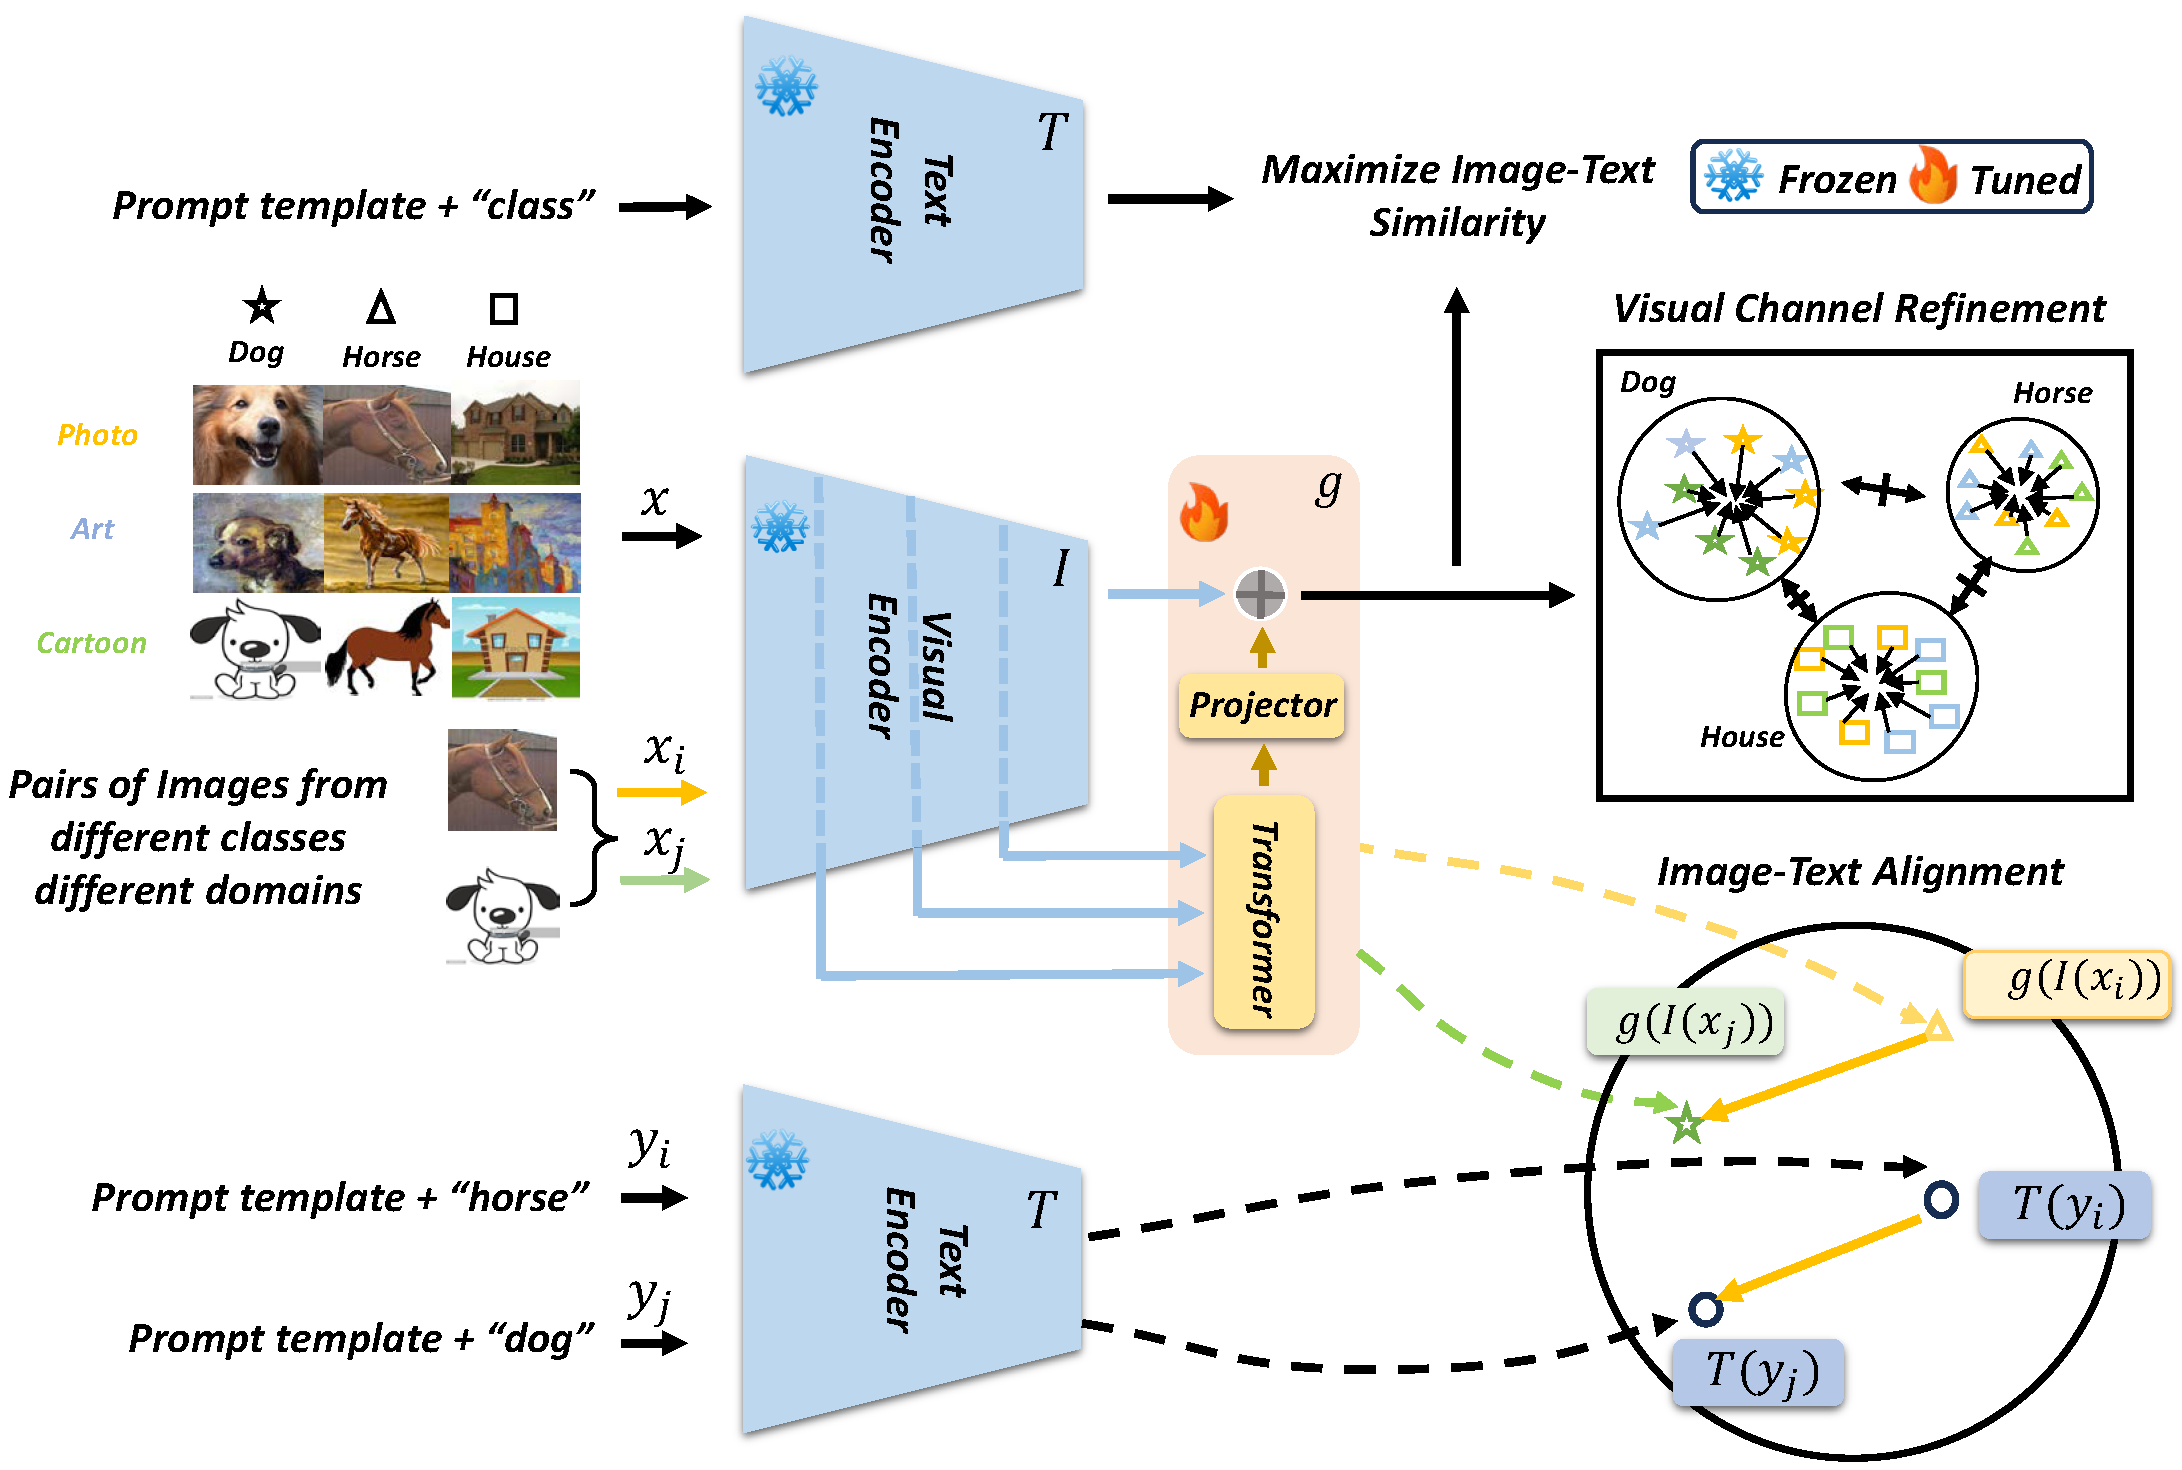 Prompt template + “class”
Text
Encoder
T
Maximize Image-Text
Similarity
Frozen
Tuned
Dog
Horse
House
Photo
Art
Cartoon
x
Visual
Encoder
I
g
Projector
Transformer
Visual Channel Refinement
Dog
Horse
House
Pairs of Images from
different classes
different domains
x_i
x_j
Image-Text Alignment
g(I(x_i))
g(I(x_j))
T(y_i)
T(y_j)
Prompt template + “horse”
y_i
Prompt template + “dog”
y_j
Text
Encoder
T